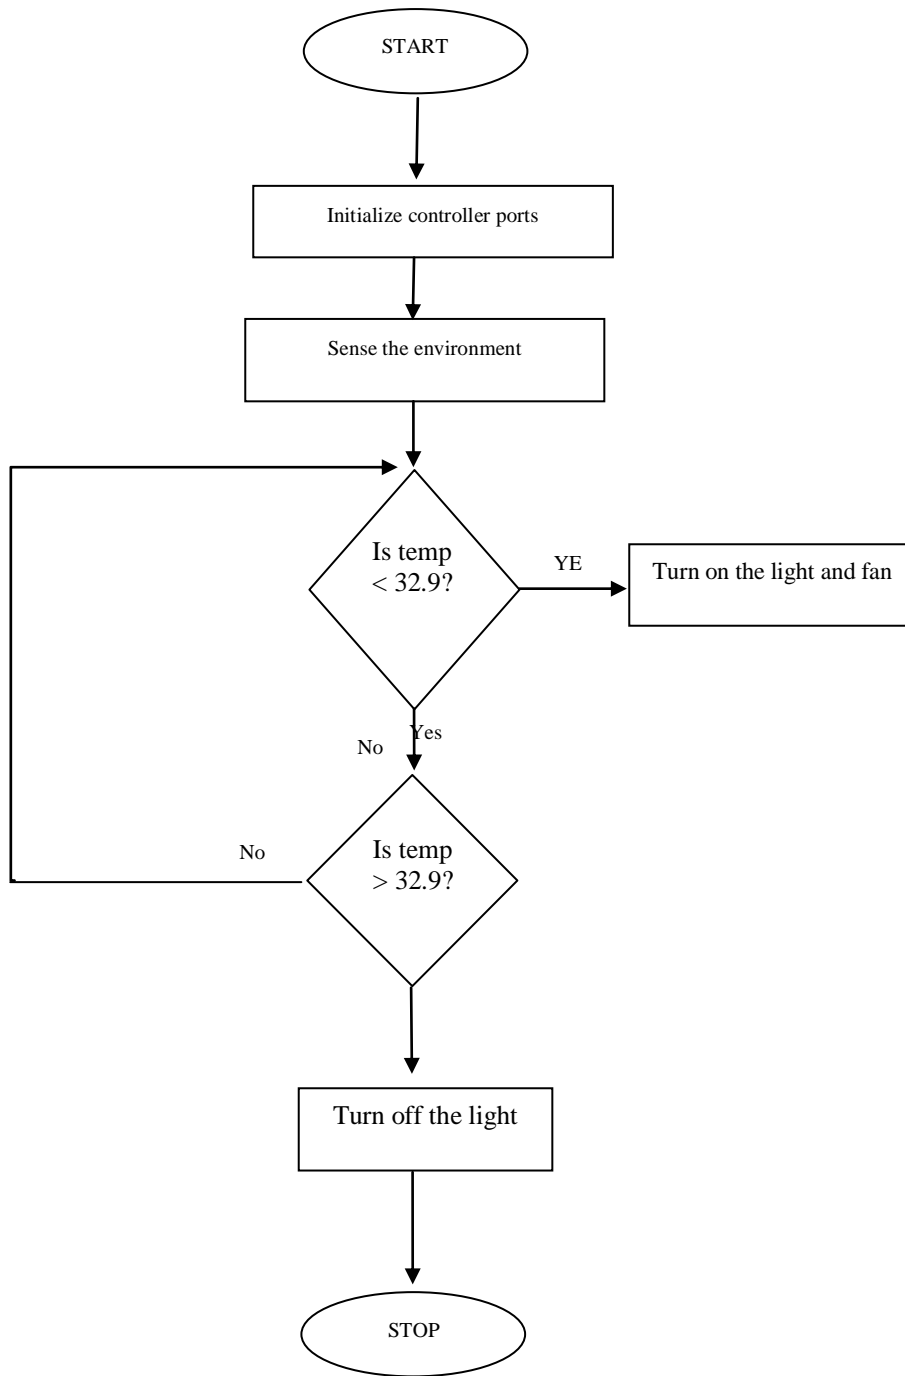 START
Initialize controller ports
Sense the environment
Is temp
< 32.9?
YE
Turn on the light and fan
Yes
No
Is temp
> 32.9?
No
Turn off the light
STOP